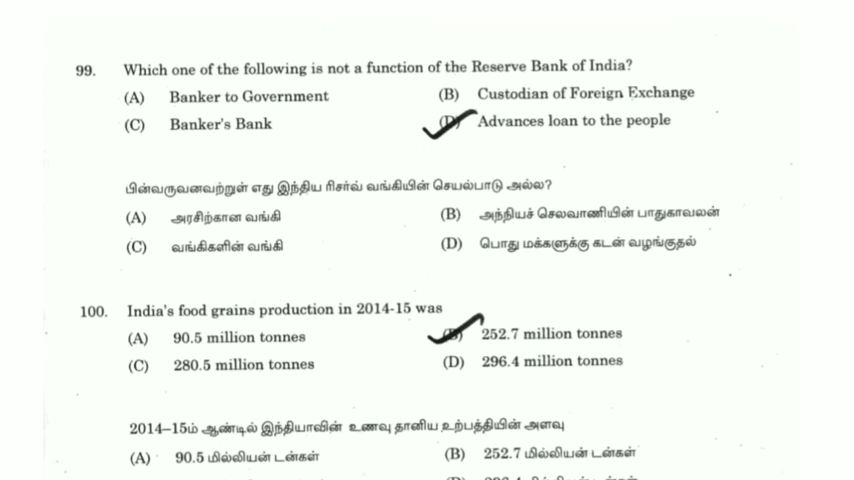 99. Which one of the following is not a function of the Reserve Bank of India?
(A) Banker to Government (B) Custodian of Foreign Exchange
(C) Banker's Bank (D) Advances loan to the people
பின்வருவனவற்றுள் எது இந்திய ரிசர்வ் வங்கியின் செயல்பாடு அல்ல?
(A) அரசிற்கான வங்கி (B) அந்நியச் செலவாணியின் பாதுகாவலன்
(C) வங்கிகளின் வங்கி (D) பொது மக்களுக்கு கடன் வழங்குதல்
100. India's food grains production in 2014-15 was
(A) 90.5 million tonnes (B) 252.7 million tonnes
(C) 280.5 million tonnes (D) 296.4 million tonnes
2014–15ம் ஆண்டில் இந்தியாவின் உணவு தானிய உற்பத்தியின் அளவு
(A) 90.5 மில்லியன் டன்கள் (B) 252.7 மில்லியன் டன்கள்